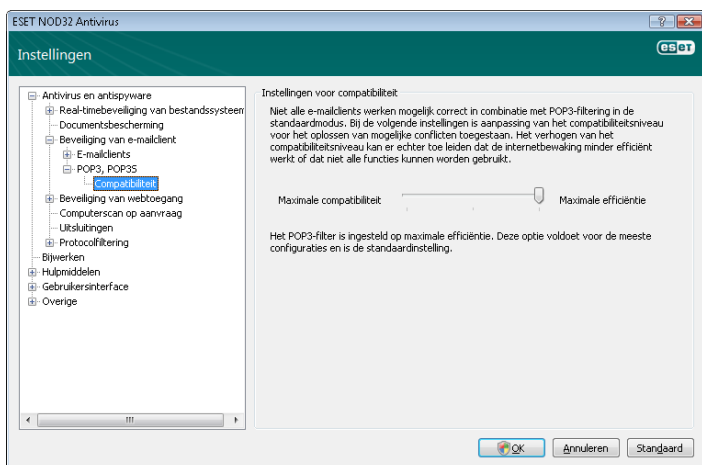 ESET NOD32 Antivirus
Instellingen
eset
Antivirus en antispyware
Real-timebeveiliging van bestandssysteem
Documentsbescherming
Beveiliging van e-mailclient
E-mailclients
POP3, POP3S
Compatibiliteit
Beveiliging van webtoegang
Computerscan op aanvraag
Uitsluitingen
Protocolfiltering
Bijwerken
Hulpmiddelen
Gebruikersinterface
Overige
Instellingen voor compatibiliteit
Niet alle e-mailclients werken mogelijk correct in combinatie met POP3-filtering in de
standaardmodus. Bij de volgende instellingen is aanpassing van het compatibiliteitsniveau
voor het oplossen van mogelijke conflicten toegestaan. Het verhogen van het
compatibiliteitsniveau kan er echter toe leiden dat de internetbewaking minder efficiënt
werkt of dat niet alle functies kunnen worden gebruikt.
Maximale compatibiliteit
Maximale efficiëntie
Het POP3-filter is ingesteld op maximale efficiëntie. Deze optie voldoet voor de meeste
configuraties en is de standaardinstelling.
OK
Annuleren
Standaard